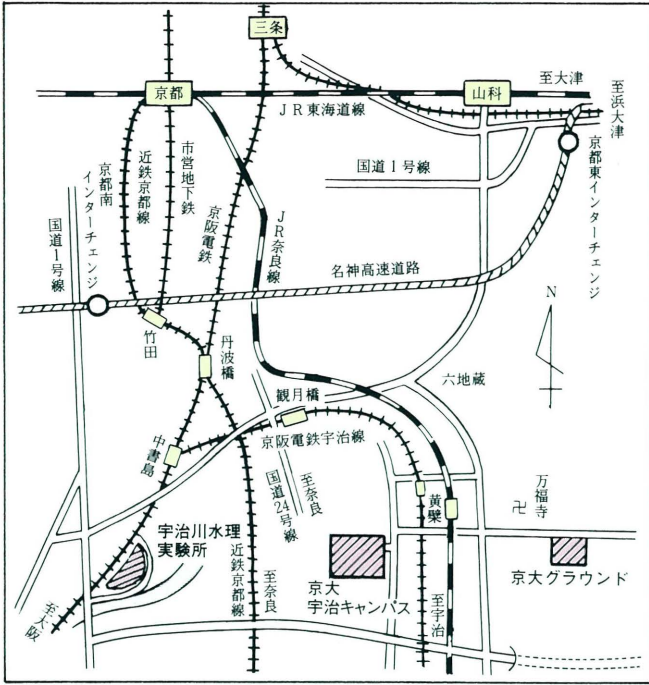 三条
京都
山科
至大津
至浜大津
JR東海道線
京都東インターチェンジ
国道1号線
市営地下鉄
近鉄京都線
京都南
インターチェンジ
国道1号線
京阪電鉄
JR奈良線
名神高速道路
N
竹田
丹波橋
六地蔵
観月橋
京阪電鉄宇治線
中書島
国道24号線
至奈良
黄檗
万福寺
卍
宇治川水理
実験所
近鉄京都線
至奈良
京大
宇治キャンパス
京大グラウンド
至宇治
至大阪